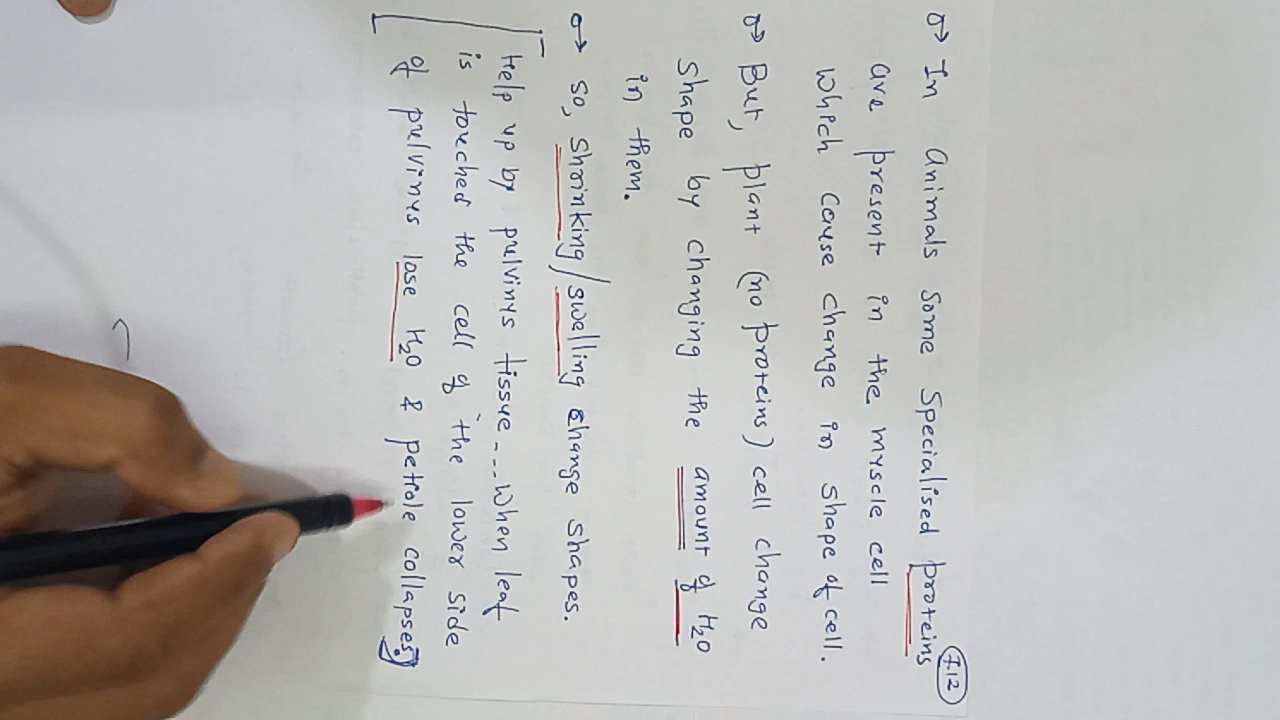 7.12
→ In animals some specialised proteins
are present in the muscle cell
which cause change in shape of cell.
→ But, plant (no proteins) cell change
shape by changing the amount of H2O
in them.
→ so, shrinking/swelling change shapes.
[Help up by pulvinus tissue---When leaf
is touched the cell of the lower side
of pulvinus lose H2O & petiole collapses.]